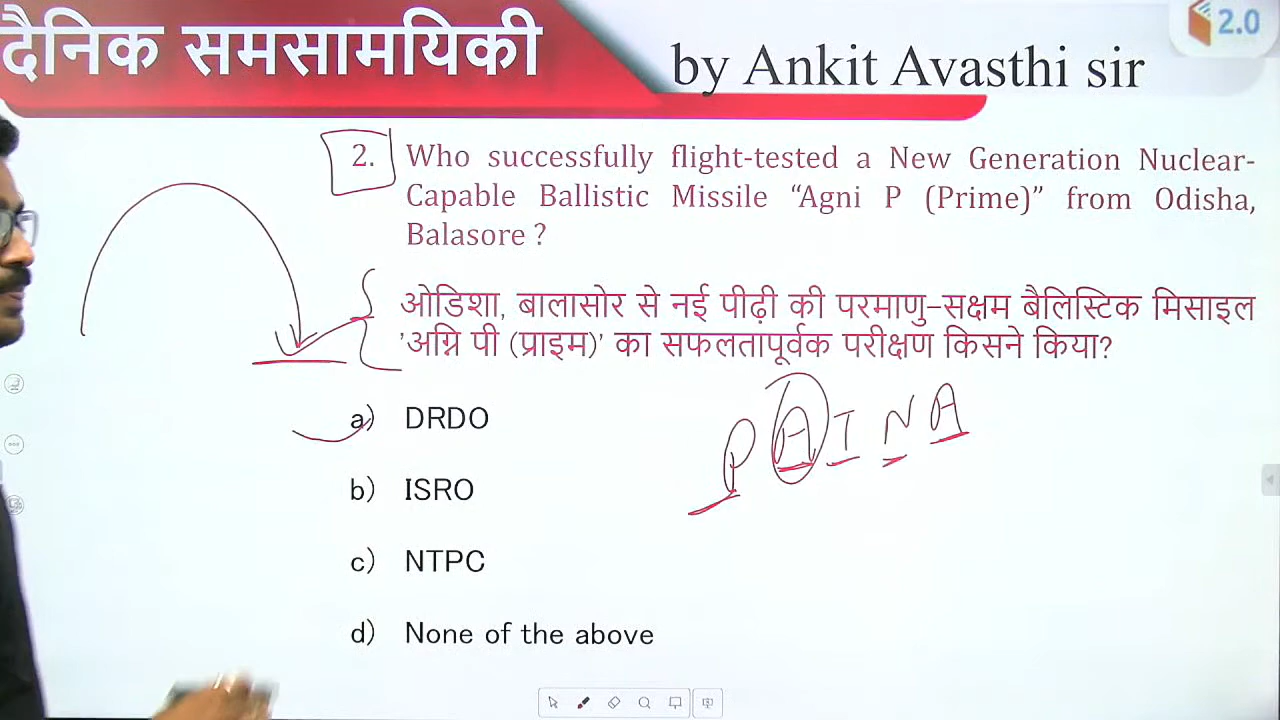 दैनिक समसामयिकी
by Ankit Avasthi sir
2.0
2. Who successfully flight-tested a New Generation Nuclear-
Capable Ballistic Missile “Agni P (Prime)” from Odisha,
Balasore ?
ओडिशा, बालासोर से नई पीढ़ी की परमाणु-सक्षम बैलिस्टिक मिसाइल
'अग्नि पी (प्राइम)' का सफलतापूर्वक परीक्षण किसने किया?
a) DRDO
P A I N A
b) ISRO
c) NTPC
d) None of the above